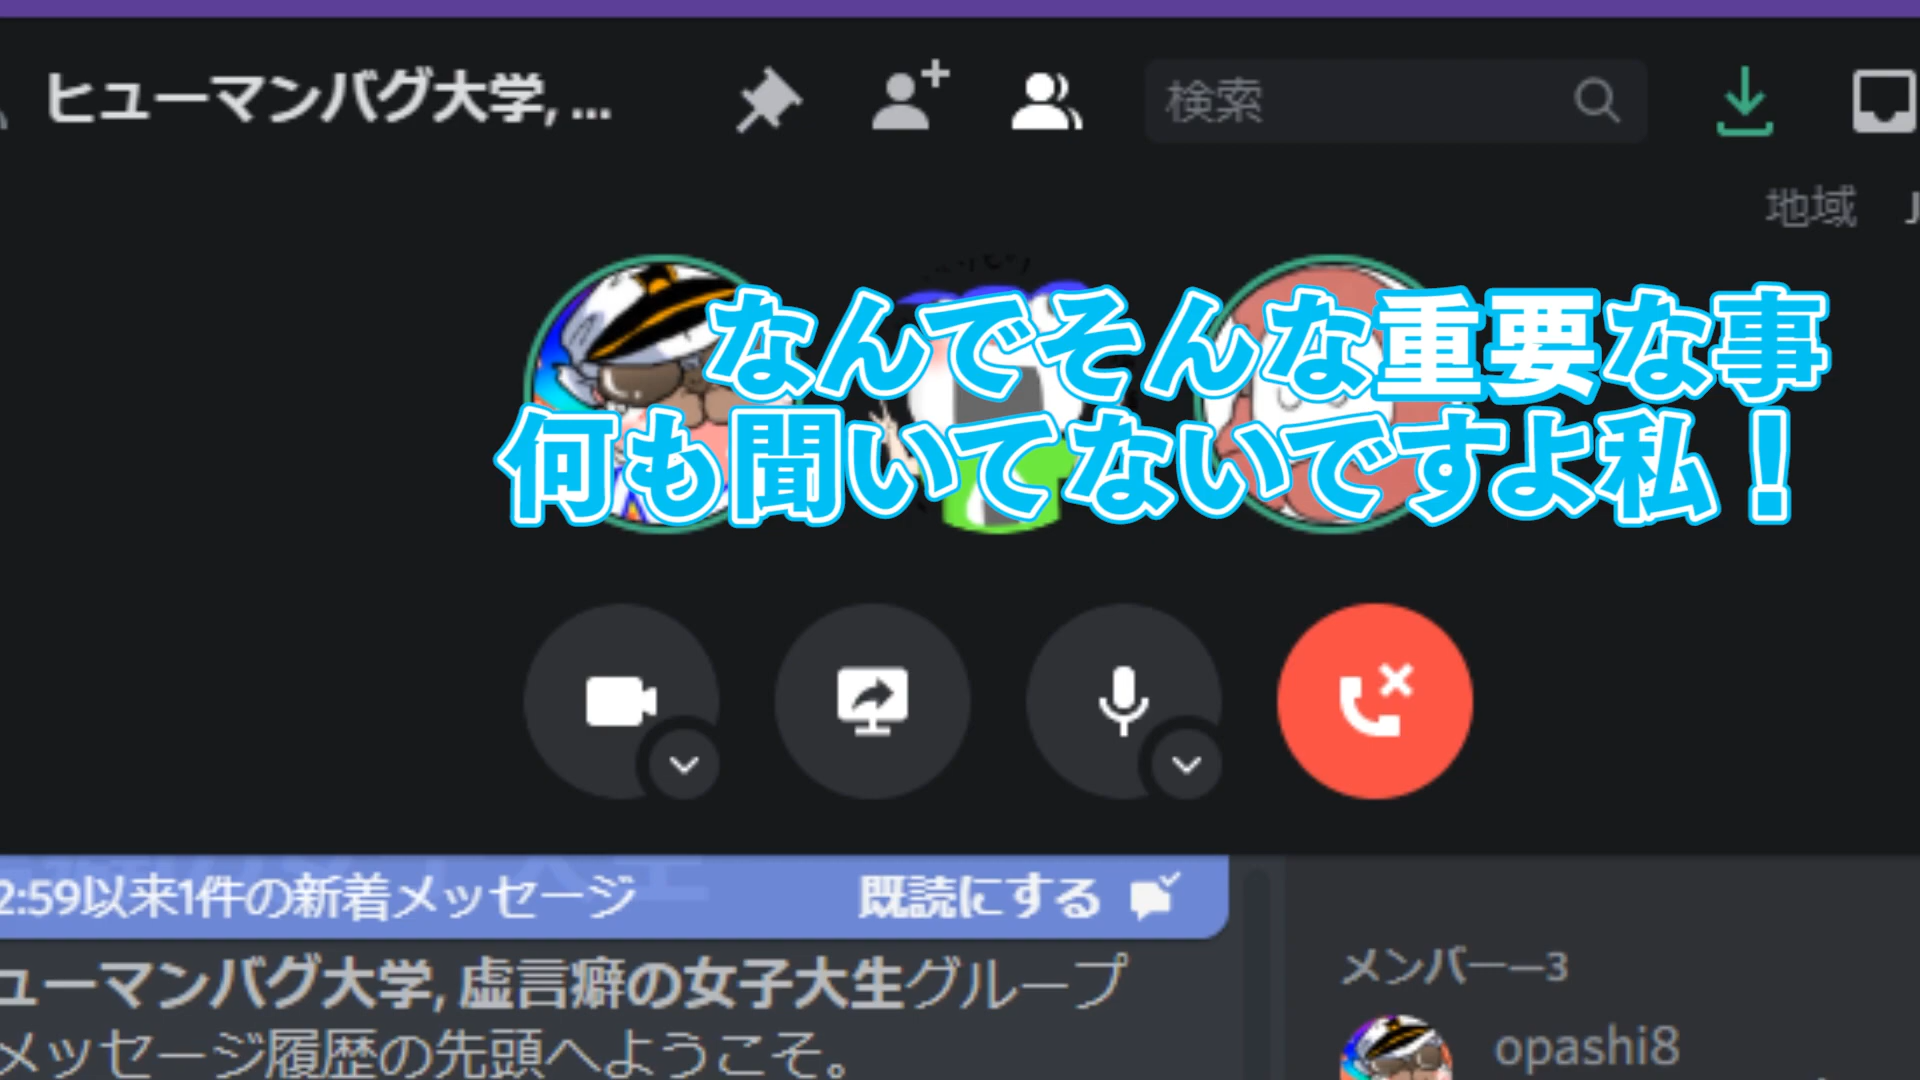 ヒューマンバグ大学, ...
検索
地域
なんでそんな重要な事
何も聞いてないですよ私！
2:59以来1件の新着メッセージ
既読にする
ューマンバグ大学, 虚言癖の女子大生グループ
メッセージ履歴の先頭へようこそ。
メンバー—3
opashi8